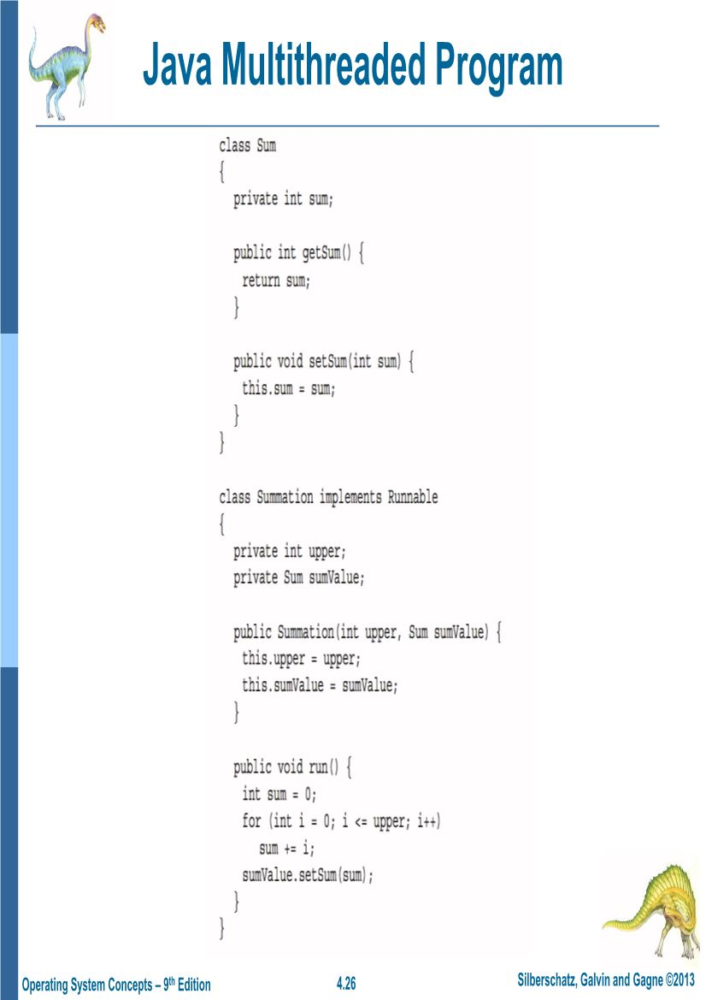 Java Multithreaded Program
class Sum
{
private int sum;
public int getSum() {
return sum;
}
public void setSum(int sum) {
this.sum = sum;
}
}
class Summation implements Runnable
{
private int upper;
private Sum sumValue;
public Summation(int upper, Sum sumValue) {
this.upper = upper;
this.sumValue = sumValue;
}
public void run() {
int sum = 0;
for (int i = 0; i <= upper; i++)
sum += i;
sumValue.setSum(sum);
}
}
Operating System Concepts – 9th Edition
4.26
Silberschatz, Galvin and Gagne ©2013